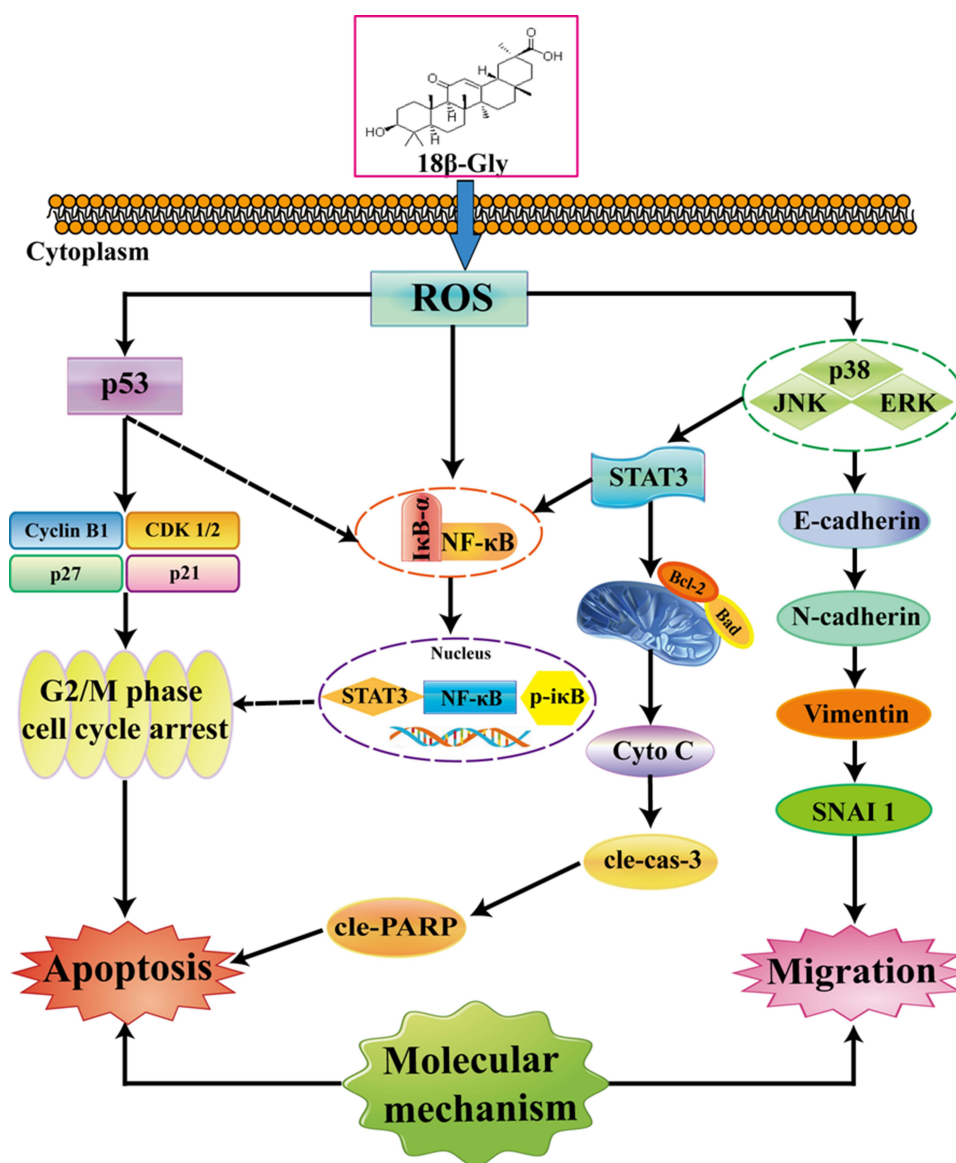 O
OH
O
H
H
HO
H
18β-Gly
Cytoplasm
ROS
p53
p38
JNK
ERK
STAT3
IκB-α
NF-κB
Cyclin B1
CDK 1/2
p27
p21
E-cadherin
Bcl-2
Bad
N-cadherin
Nucleus
STAT3
NF-κB
p-iκB
G2/M phase
cell cycle arrest
Vimentin
Cyto C
SNAI 1
cle-cas-3
cle-PARP
Apoptosis
Migration
Molecular
mechanism